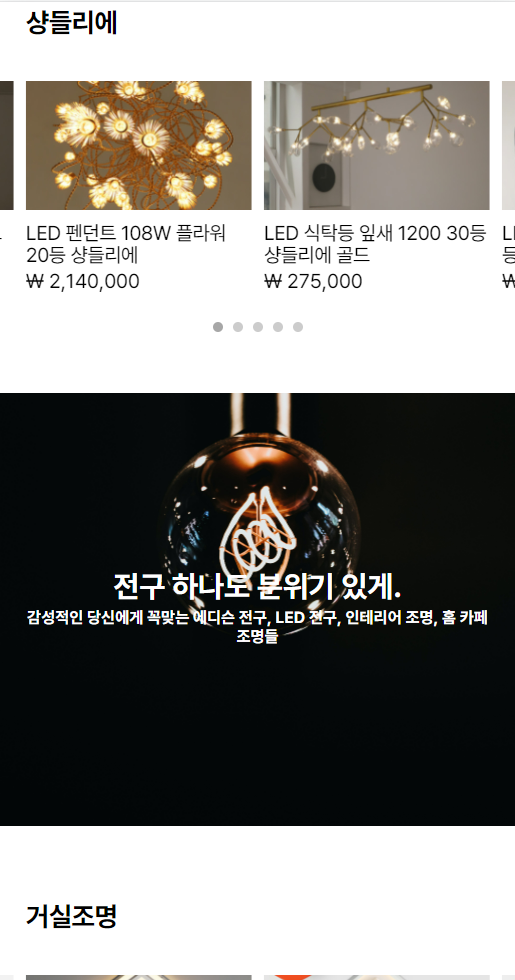 샹들리에
LED 펜던트 108W 플라워
20등 샹들리에
₩ 2,140,000
LED 식탁등 잎새 1200 30등
샹들리에 골드
₩ 275,000
전구 하나도 분위기 있게.
감성적인 당신에게 꼭맞는 에디슨 전구, LED 전구, 인테리어 조명, 홈 카페
조명들
거실조명